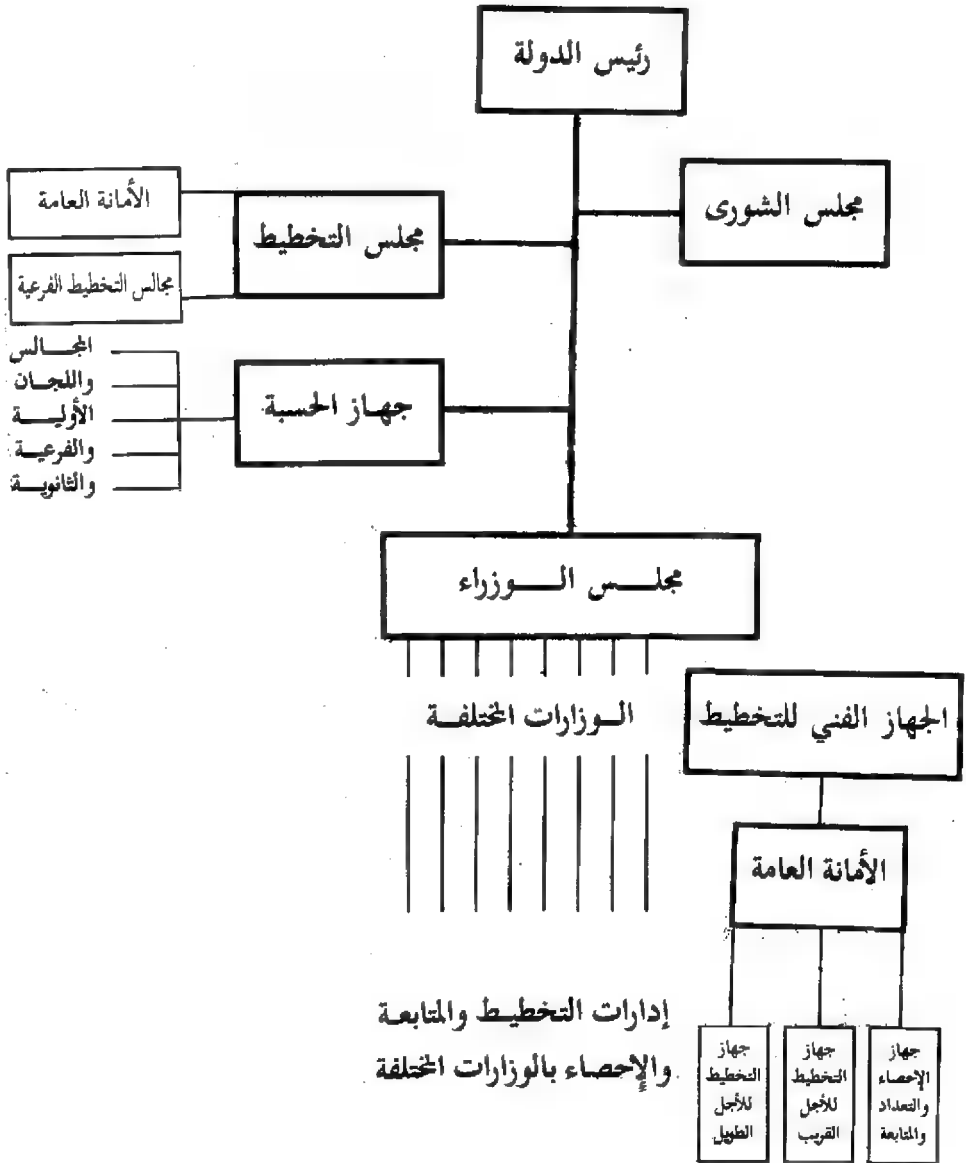 رئيس الدولة
مجلس الشورى
مجلس التخطيط
الأمانة العامة
مجالس التخطيط الفرعية
جهاز الحسبة
المجالس
واللجان
الأولية
والفرعية
والثانوية
مجلس الوزراء
الوزارات المختلفة
الجهاز الفني للتخطيط
الأمانة العامة
جهاز
الإحصاء
والتعداد
والمتابعة
جهاز
التخطيط
للأجل
القريب
جهاز
التخطيط
للأجل
الطويل
إدارات التخطيط والمتابعة
والإحصاء بالوزارات المختلفة